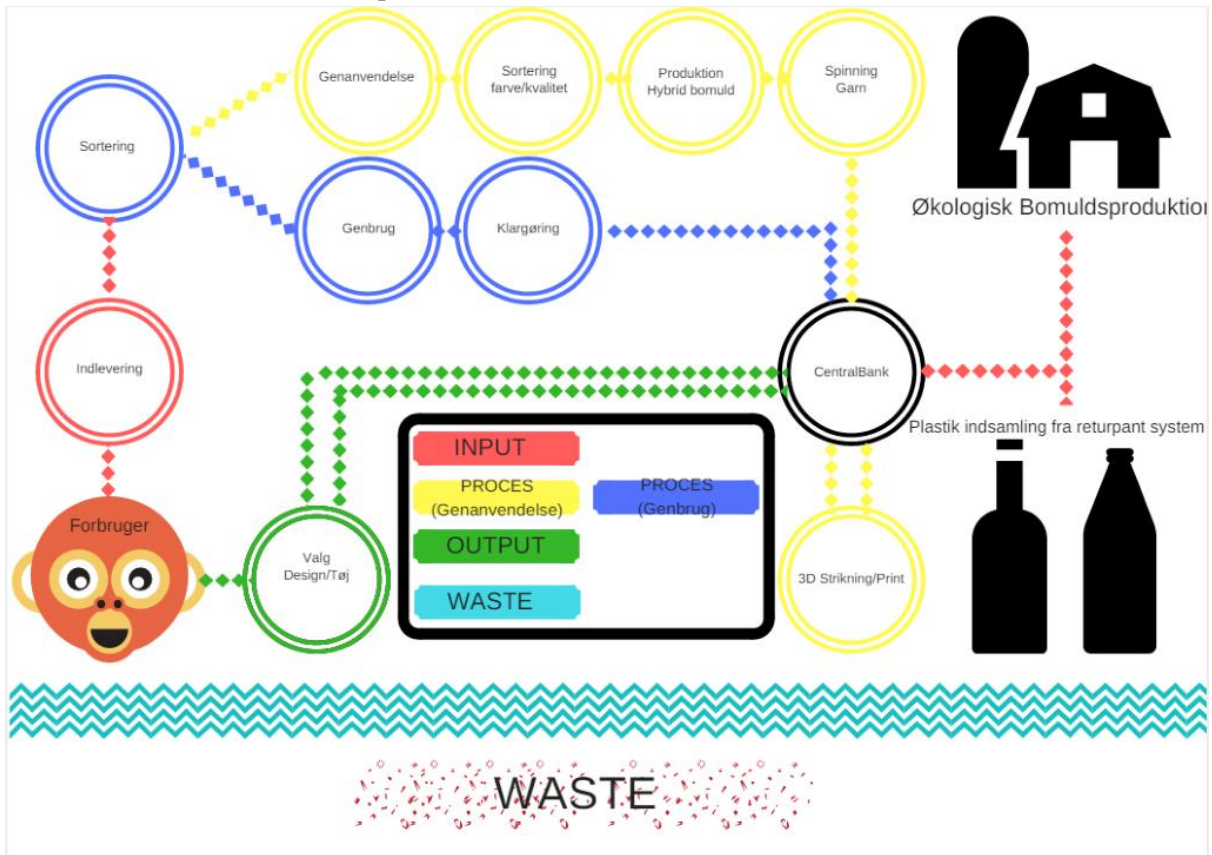 Genanvendelse
Sortering
farve/kvalitet
Produktion
Hybrid bomuld
Spinning
Garn
Sortering
Genbrug
Klargøring
Økologisk Bomuldsproduktion
Indlevering
CentralBank
Plastik indsamling fra returpant system
INPUT
PROCES
(Genanvendelse)
PROCES
(Genbrug)
OUTPUT
WASTE
Forbruger
Valg
Design/Tøj
3D Strikning/Print
WASTE